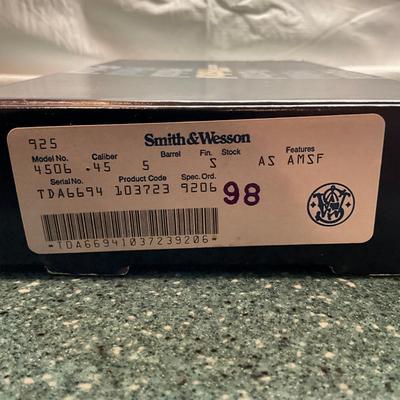 925 Smith&Wesson
Model No. Caliber Barrel Fin. Stock Features
4506 .45 5 S AS AMSF
Serial No. Product Code Spec. Ord.
TDA6694 103723 9206 98
*TDA66941037239206*